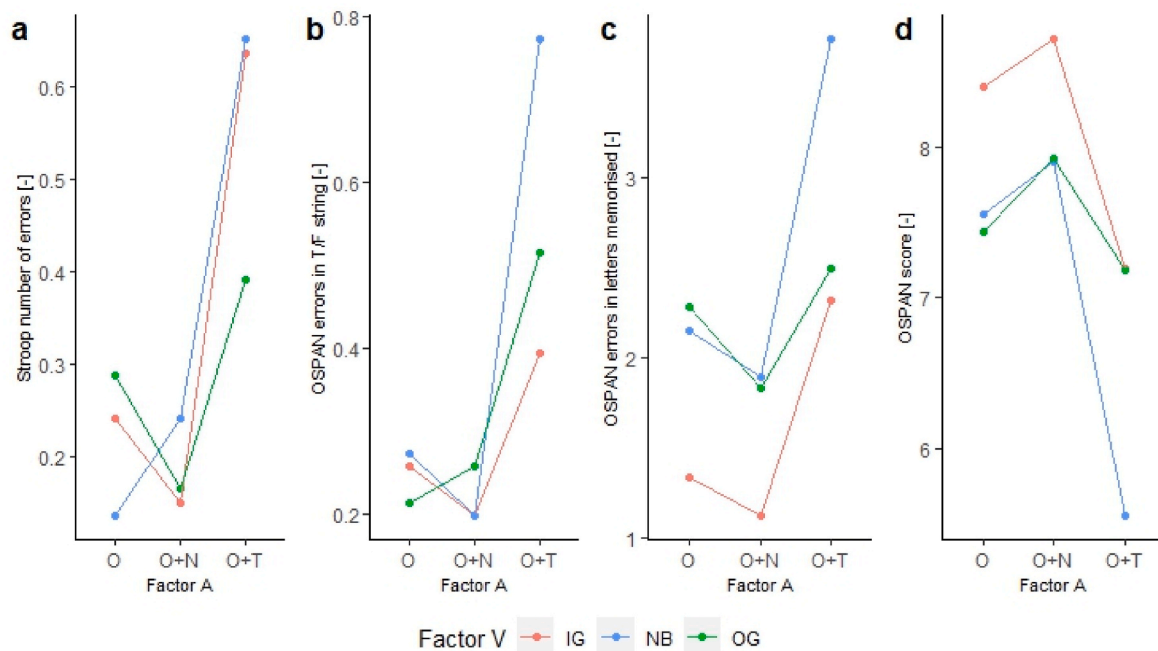 a
Stroop number of errors [-]
0.6
0.5
0.4
0.3
0.2
O O+N O+T
Factor A
b
OSPAN errors in T/F string [-]
0.8
0.6
0.4
0.2
O O+N O+T
Factor A
c
OSPAN errors in letters memorised [-]
3
2
1
O O+N O+T
Factor A
d
OSPAN score [-]
8
7
6
O O+N O+T
Factor A
Factor V IG NB OG